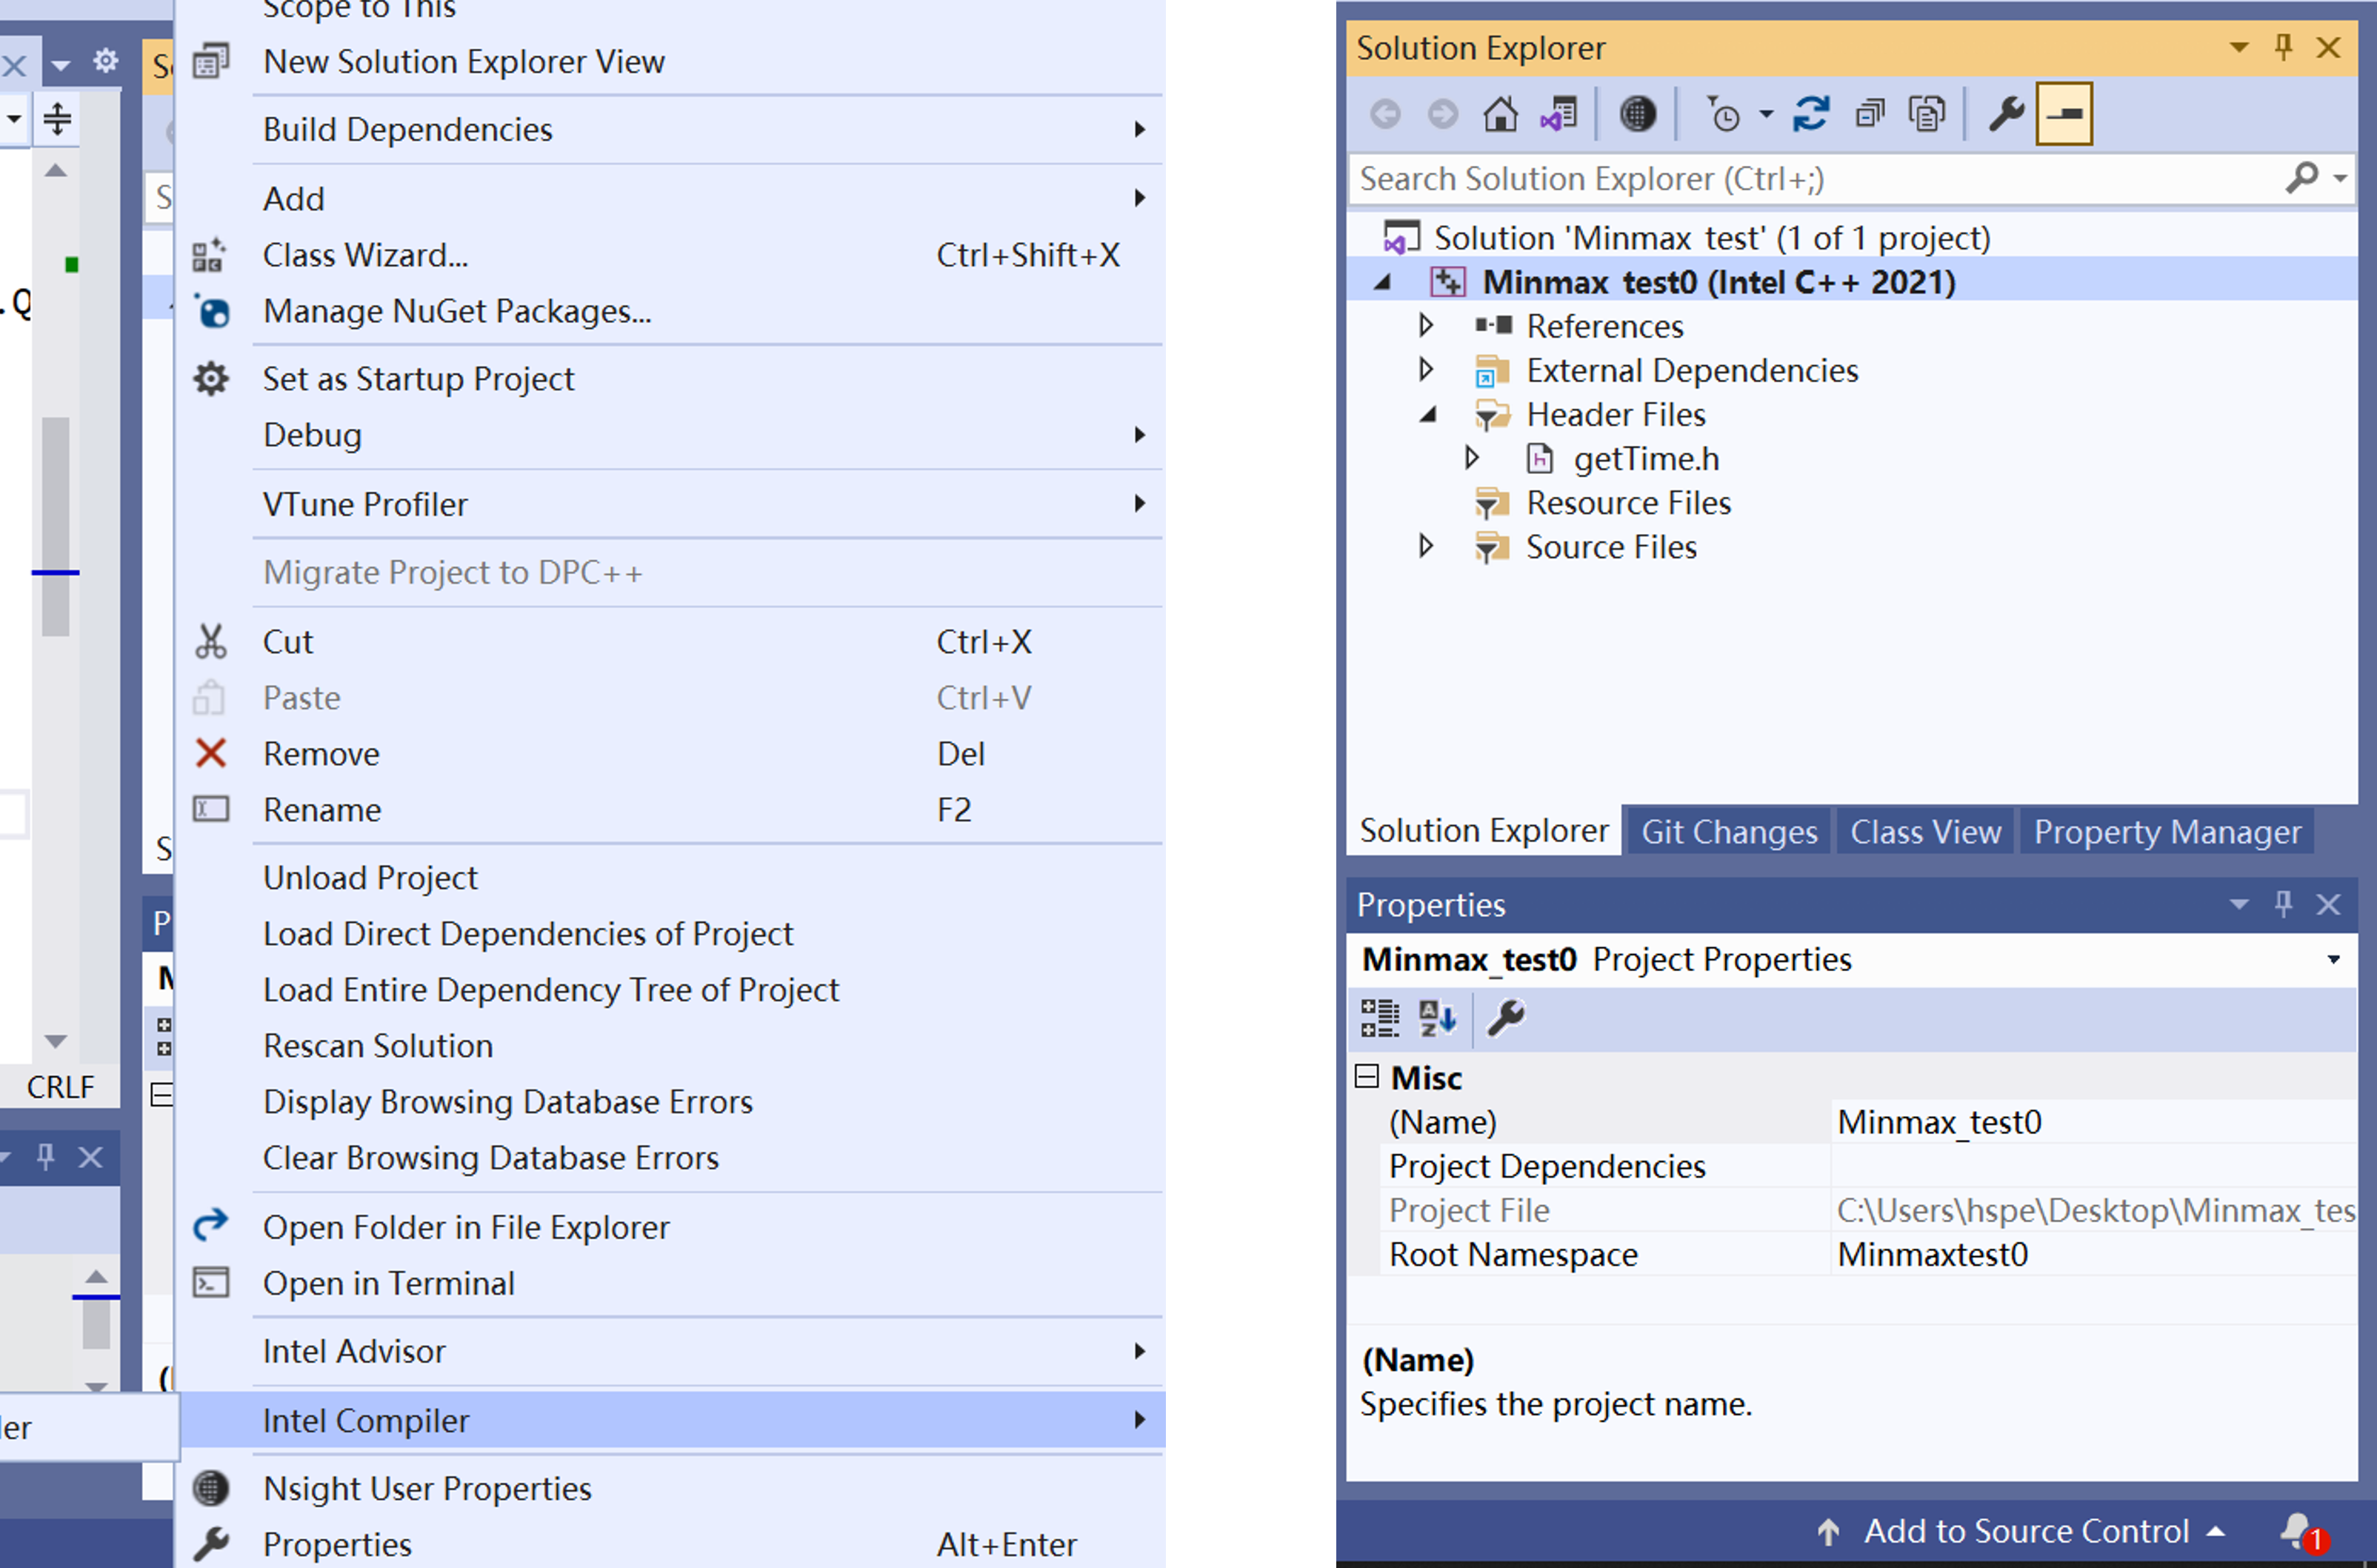 Scope to This
New Solution Explorer View
Build Dependencies
Add
Class Wizard... Ctrl+Shift+X
Manage NuGet Packages...
Set as Startup Project
Debug
VTune Profiler
Migrate Project to DPC++
Cut Ctrl+X
Paste Ctrl+V
Remove Del
Rename F2
Unload Project
Load Direct Dependencies of Project
Load Entire Dependency Tree of Project
Rescan Solution
Display Browsing Database Errors
Clear Browsing Database Errors
Open Folder in File Explorer
Open in Terminal
Intel Advisor
Intel Compiler
Nsight User Properties
Properties Alt+Enter
.Q
CRLF
er
Solution Explorer
Search Solution Explorer (Ctrl+;)
Solution 'Minmax test' (1 of 1 project)
Minmax test0 (Intel C++ 2021)
References
External Dependencies
Header Files
getTime.h
Resource Files
Source Files
Solution Explorer Git Changes Class View Property Manager
Properties
Minmax_test0 Project Properties
Misc
(Name) Minmax_test0
Project Dependencies
Project File C:\Users\hspe\Desktop\Minmax_tes
Root Namespace Minmaxtest0
(Name)
Specifies the project name.
Add to Source Control 1